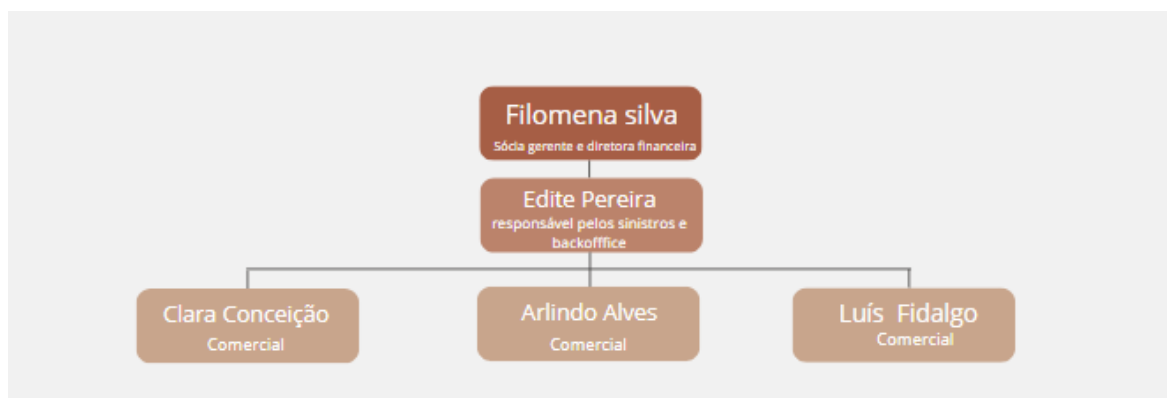 Filomena silva
Sócia gerente e diretora financeira
Edite Pereira
responsável pelos sinistros e
backofffice
Clara Conceição
Comercial
Arlindo Alves
Comercial
Luís Fidalgo
Comercial